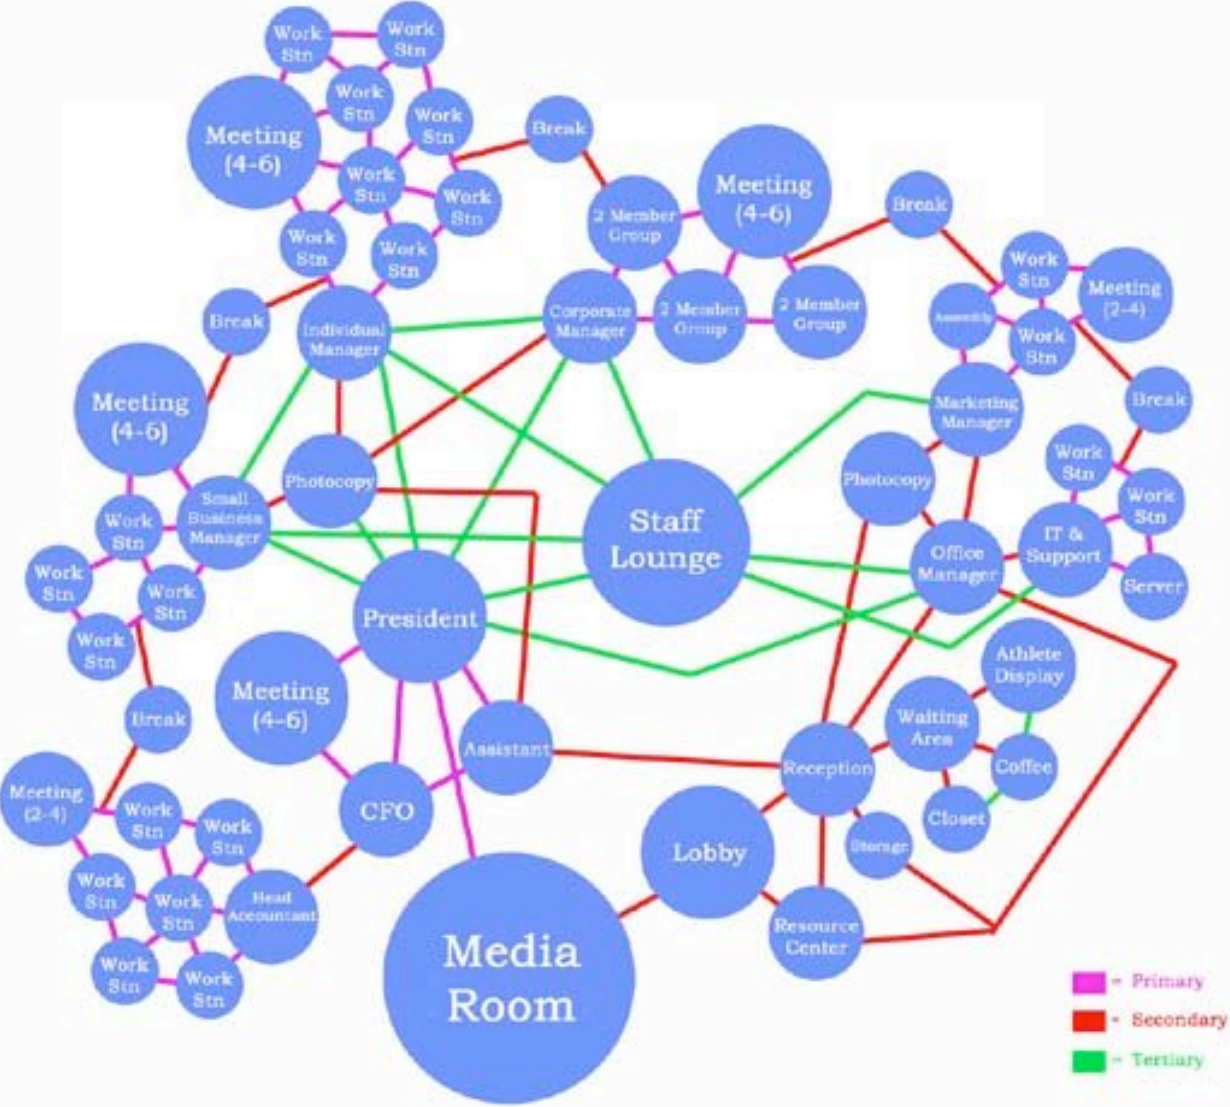 Work
Stn
Work
Stn
Work
Stn
Work
Stn
Meeting
(4-6)
Work
Stn
Work
Stn
Work
Stn
Work
Stn
Break
2 Member
Group
Meeting
(4-6)
Break
Work
Stn
Meeting
(2-4)
Assembly
Work
Stn
Break
Individual
Manager
Corporate
Manager
2 Member
Group
2 Member
Group
Meeting
(4-6)
Marketing
Manager
Break
Photocopy
Photocopy
Work
Stn
Work
Stn
Small
Business
Manager
Work
Stn
Staff
Lounge
Office
Manager
IT &
Support
Server
Work
Stn
Work
Stn
Work
Stn
President
Meeting
(4-6)
Break
Athlete
Display
Waiting
Area
Assistant
Reception
Coffee
Meeting
(2-4)
Work
Stn
Work
Stn
CFO
Closet
Lobby
Storage
Work
Stn
Work
Stn
Head
Accountant
Resource
Center
Work
Stn
Work
Stn
Media
Room
= Primary
= Secondary
= Tertiary